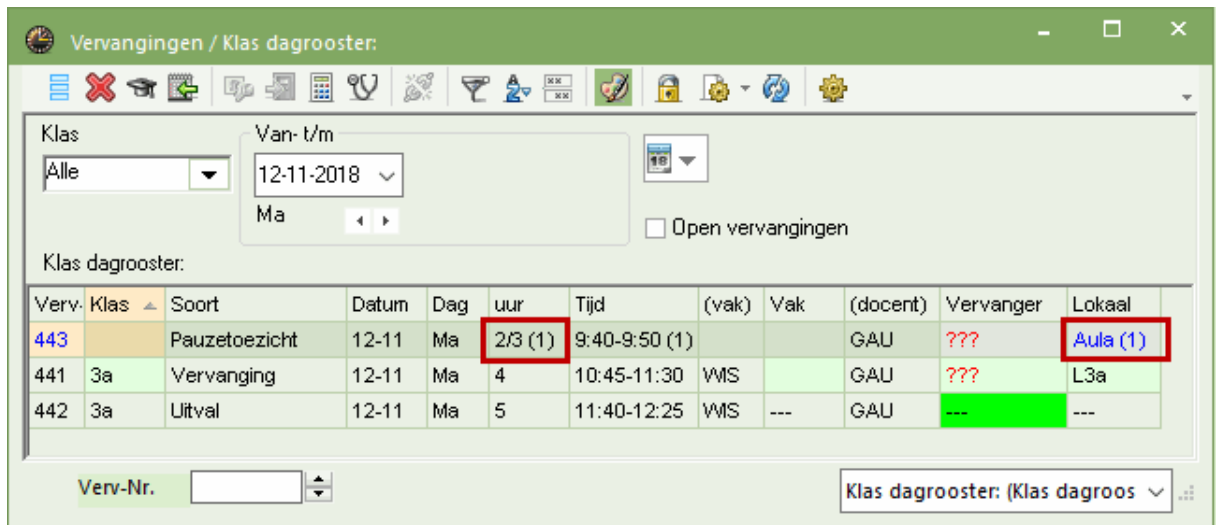 Vervangingen / Klas dagrooster:
Klas
Van- t/m
Alle
12-11-2018
18
Ma
Open vervangingen
Klas dagrooster:
Verv- Klas Soort Datum Dag uur Tijd (vak) Vak (docent) Vervanger Lokaal
443 Pauzetoezicht 12-11 Ma 2/3 (1) 9:40-9:50 (1) GAU ??? Aula (1)
441 3a Vervanging 12-11 Ma 4 10:45-11:30 WIS GAU ??? L3a
442 3a Uitval 12-11 Ma 5 11:40-12:25 WIS --- GAU --- ---
Verv-Nr.
Klas dagrooster: (Klas dagroos